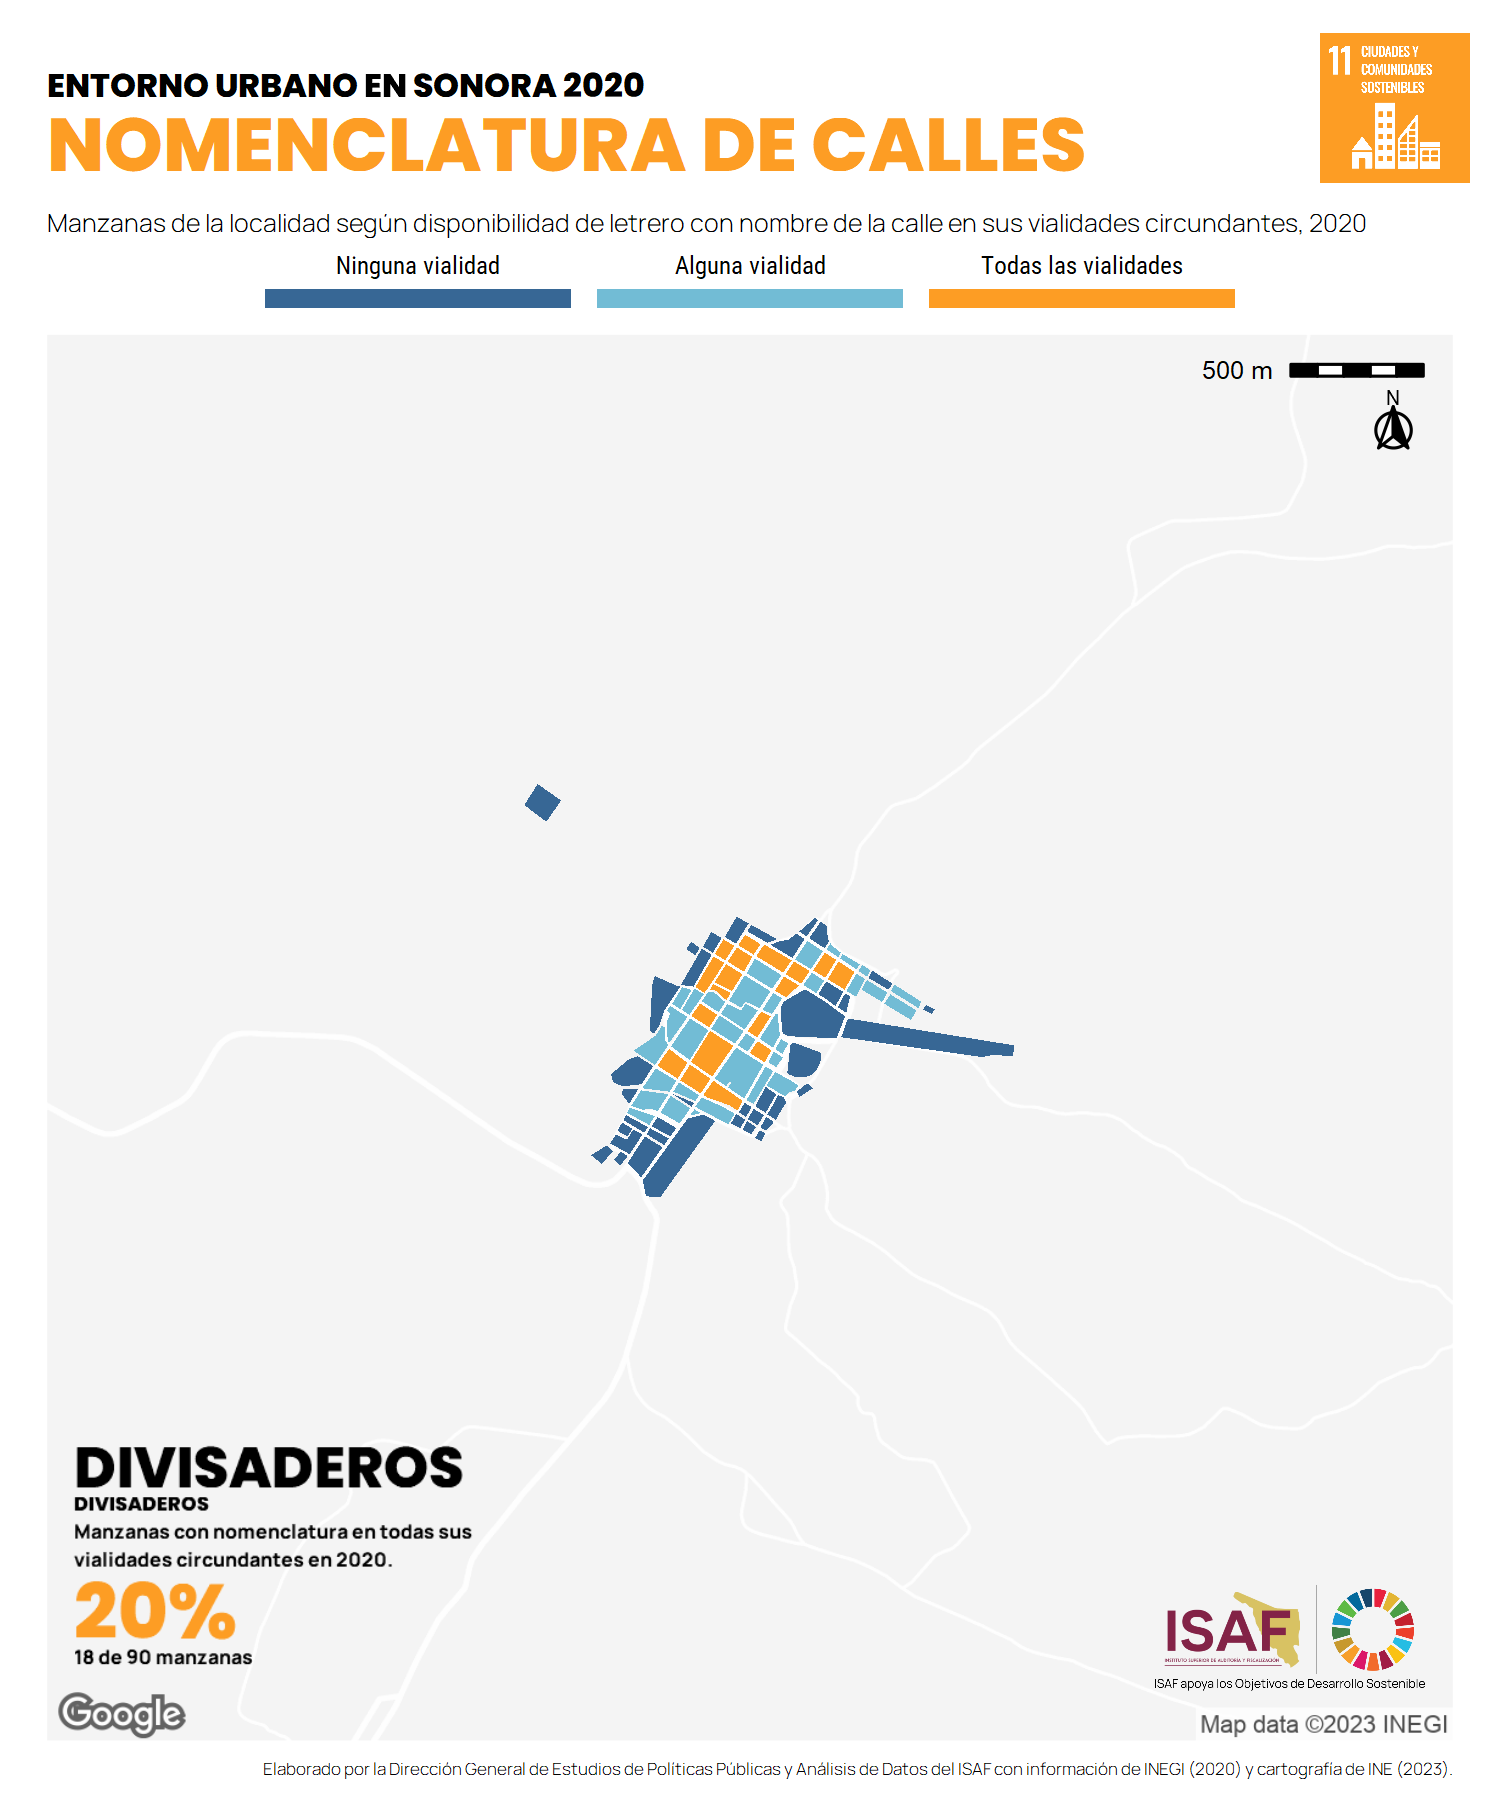 ENTORNO URBANO EN SONORA 2020
NOMENCLATURA DE CALLES
11 CIUDADES Y
COMUNIDADES
SOSTENIBLES
Manzanas de la localidad según disponibilidad de letrero con nombre de la calle en sus vialidades circundantes, 2020
Ninguna vialidad Alguna vialidad Todas las vialidades
500 m
N
DIVISADEROS
DIVISADEROS
Manzanas con nomenclatura en todas sus
vialidades circundantes en 2020.
20%
18 de 90 manzanas
ISAF
INSTITUTO SUPERIOR DE AUDITORÍA Y FISCALIZACIÓN
ISAF apoya los Objetivos de Desarrollo Sostenible
Google
Map data ©2023 INEGI
Elaborado por la Dirección General de Estudios de Políticas Públicas y Análisis de Datos del ISAF con información de INEGI (2020) y cartografía de INE (2023).